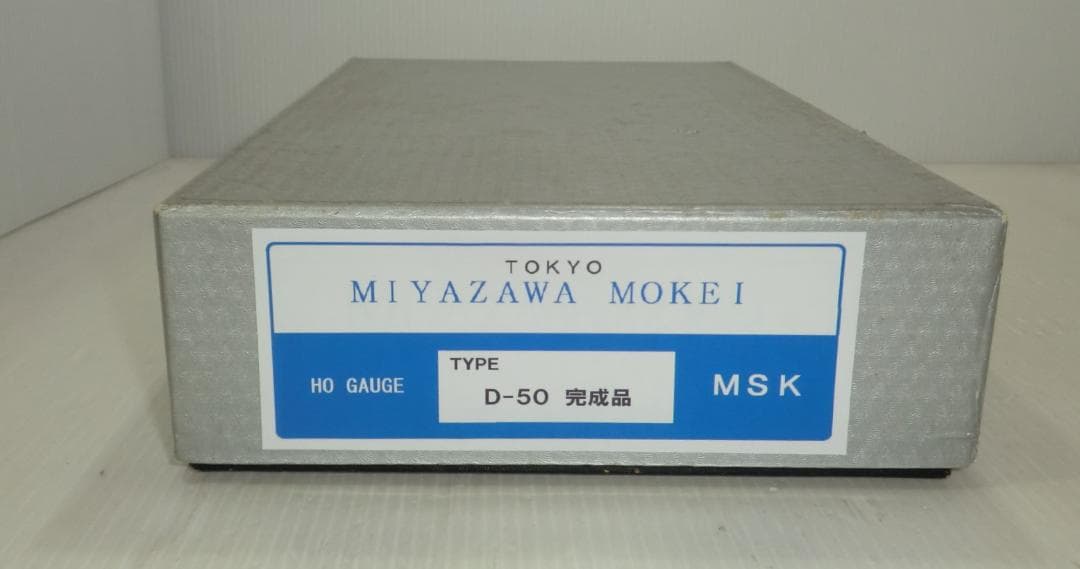 TOKYO
MIYAZAWA MOKEI
HO GAUGE
TYPE
D-50 完成品
MSK